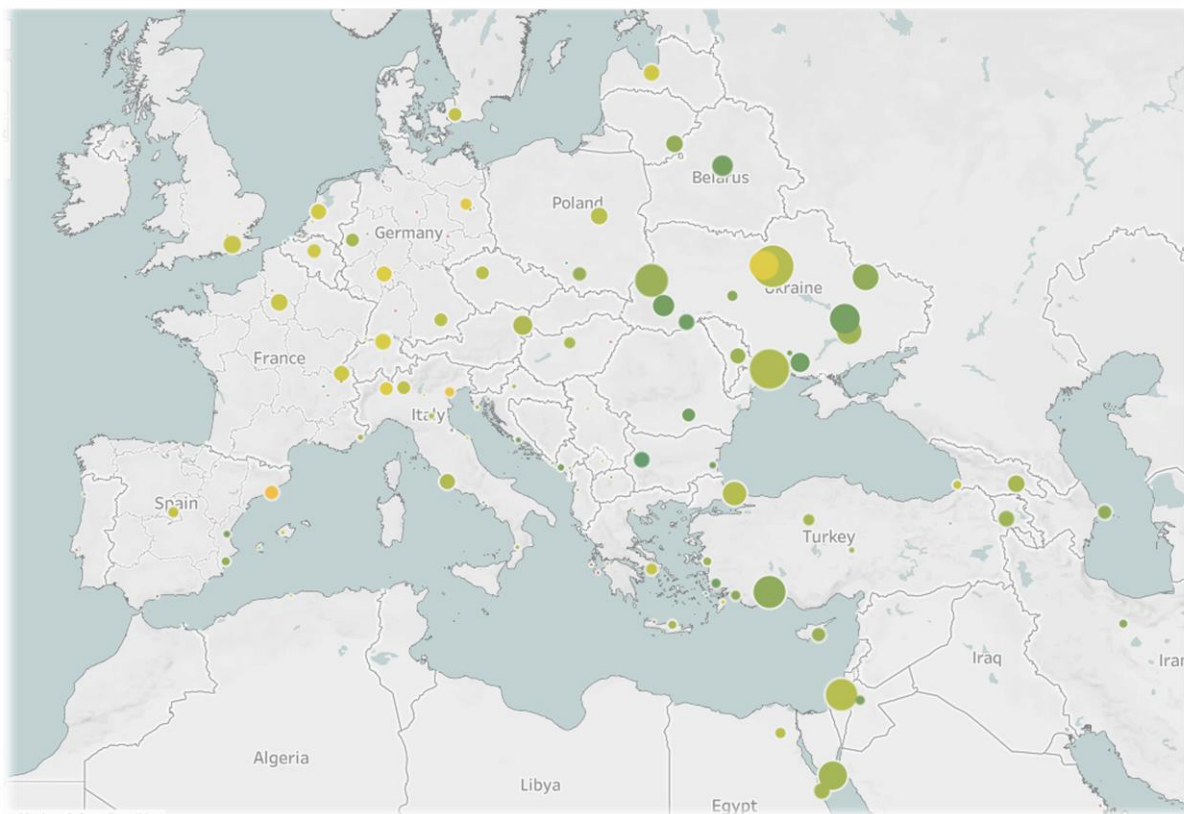 Belarus
Poland
Germany
Ukraine
France
Italy
Spain
Turkey
Iraq
Iran
Algeria
Libya
Egypt